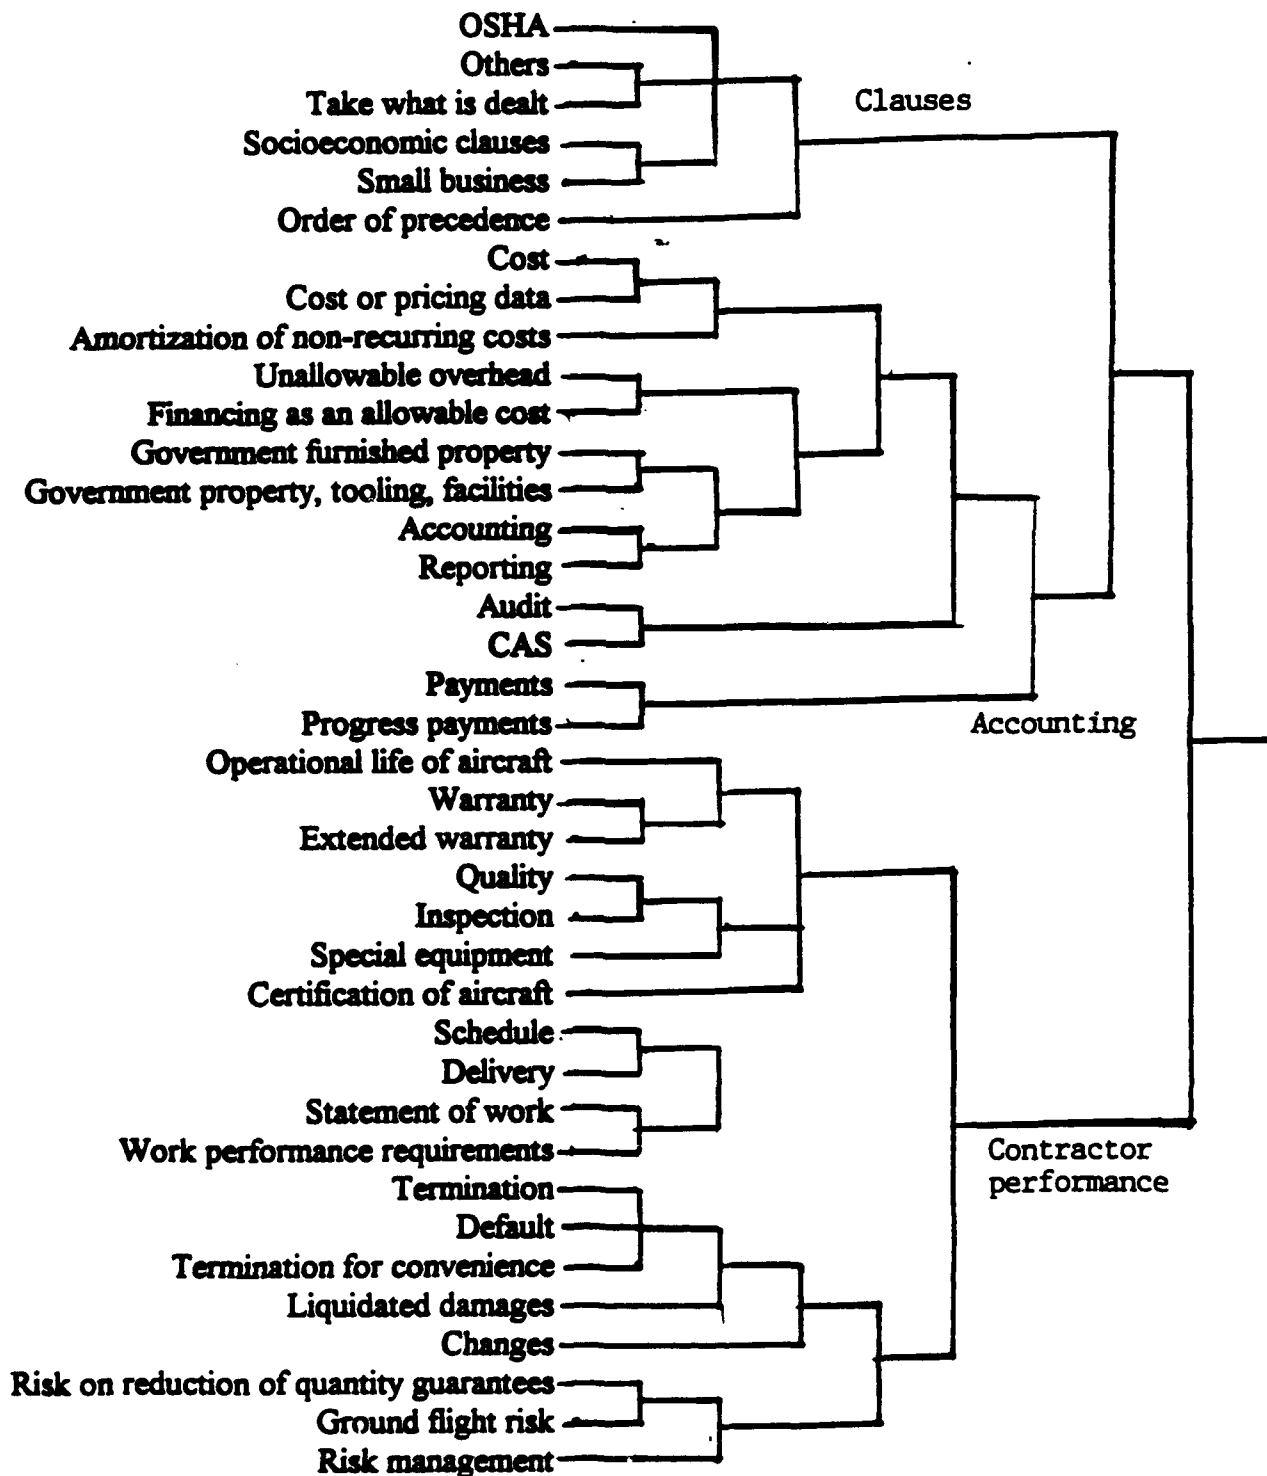 OSHA
Others
Take what is dealt
Clauses
Socioeconomic clauses
Small business
Order of precedence
Cost
Cost or pricing data
Amortization of non-recurring costs
Unallowable overhead
Financing as an allowable cost
Government furnished property
Government property, tooling, facilities
Accounting
Reporting
Audit
CAS
Payments
Progress payments
Accounting
Operational life of aircraft
Warranty
Extended warranty
Quality
Inspection
Special equipment
Certification of aircraft
Schedule
Delivery
Statement of work
Work performance requirements
Contractor
performance
Termination
Default
Termination for convenience
Liquidated damages
Changes
Risk on reduction of quantity guarantees
Ground flight risk
Risk management